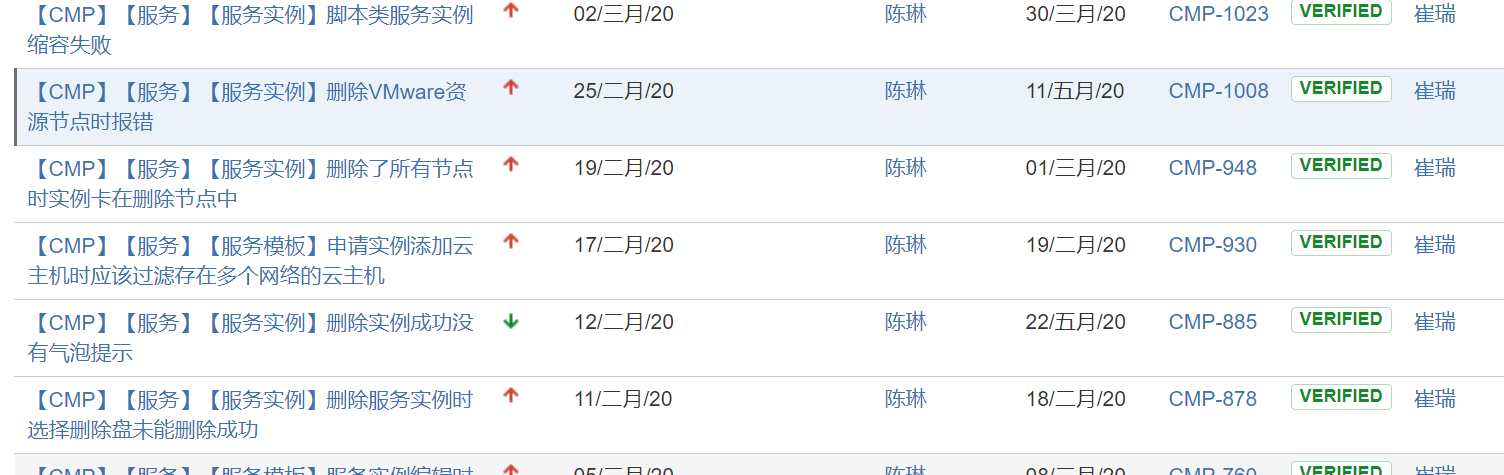 【CMP】【服务】【服务实例】脚本类服务实例 02/三月/20 陈琳 30/三月/20 CMP-1023 VERIFIED 崔瑞
缩容失败
【CMP】【服务】【服务实例】删除VMware资 25/二月/20 陈琳 11/五月/20 CMP-1008 VERIFIED 崔瑞
源节点时报错
【CMP】【服务】【服务实例】删除了所有节点 19/二月/20 陈琳 01/三月/20 CMP-948 VERIFIED 崔瑞
时实例卡在删除节点中
【CMP】【服务】【服务模板】申请实例添加云 17/二月/20 陈琳 19/二月/20 CMP-930 VERIFIED 崔瑞
主机时应该过滤存在多个网络的云主机
【CMP】【服务】【服务实例】删除实例成功没 12/二月/20 陈琳 22/五月/20 CMP-885 VERIFIED 崔瑞
有气泡提示
【CMP】【服务】【服务实例】删除服务实例时 11/二月/20 陈琳 18/二月/20 CMP-878 VERIFIED 崔瑞
选择删除盘未能删除成功
【CMP】【服务】【服务模板】服务实例编辑时 05/二月/20 陈琳 08/二月/20 CMP-760 VERIFIED 崔瑞